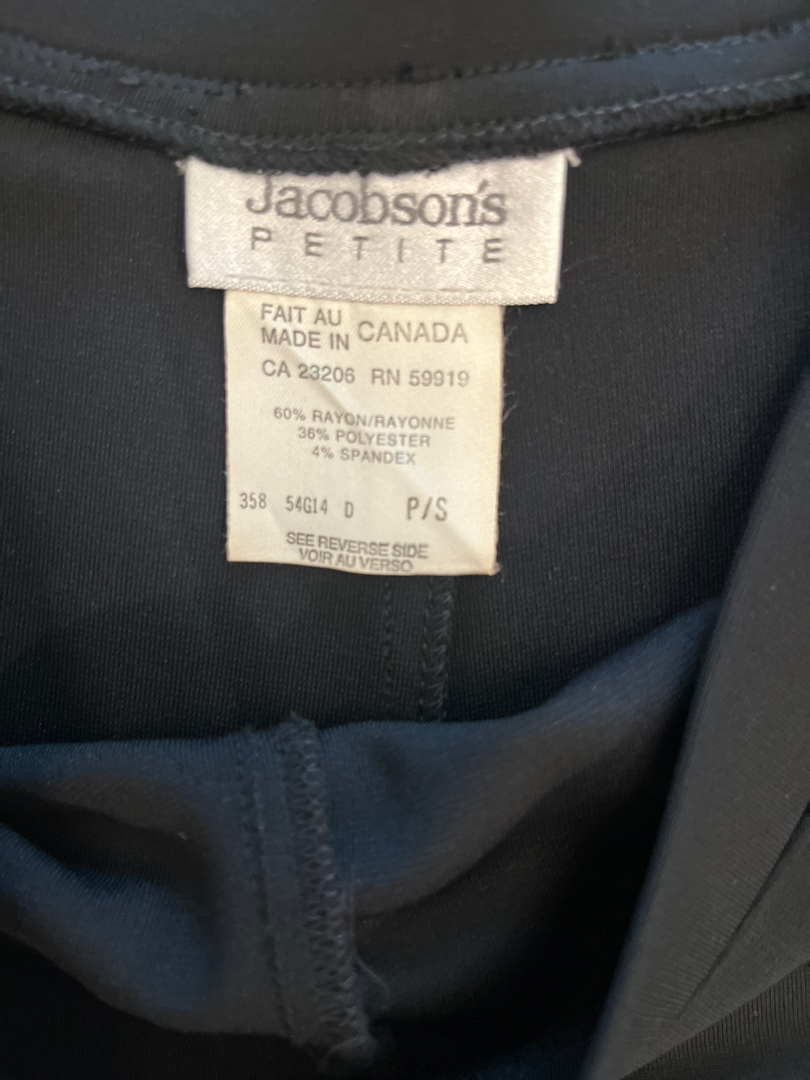 Jacobson's
PETITE
FAIT AU
MADE IN CANADA
CA 23206 RN 59919
60% RAYON/RAYONNE
36% POLYESTER
4% SPANDEX
358 54G14 D P/S
SEE REVERSE SIDE
VOIR AU VERSO